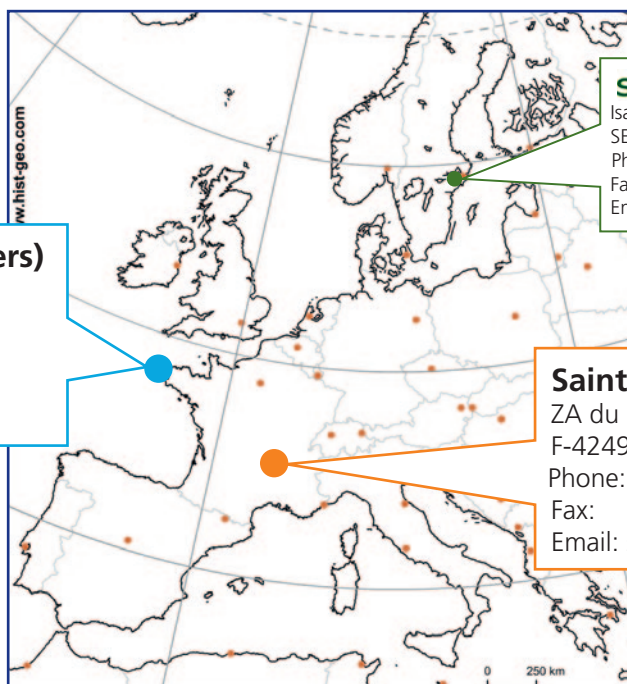 www.hist-geo.com
ers)
S
Isa
SE
Ph
Fa
En
Saint
ZA du
F-4249
Phone:
Fax:
Email:
0 250 km